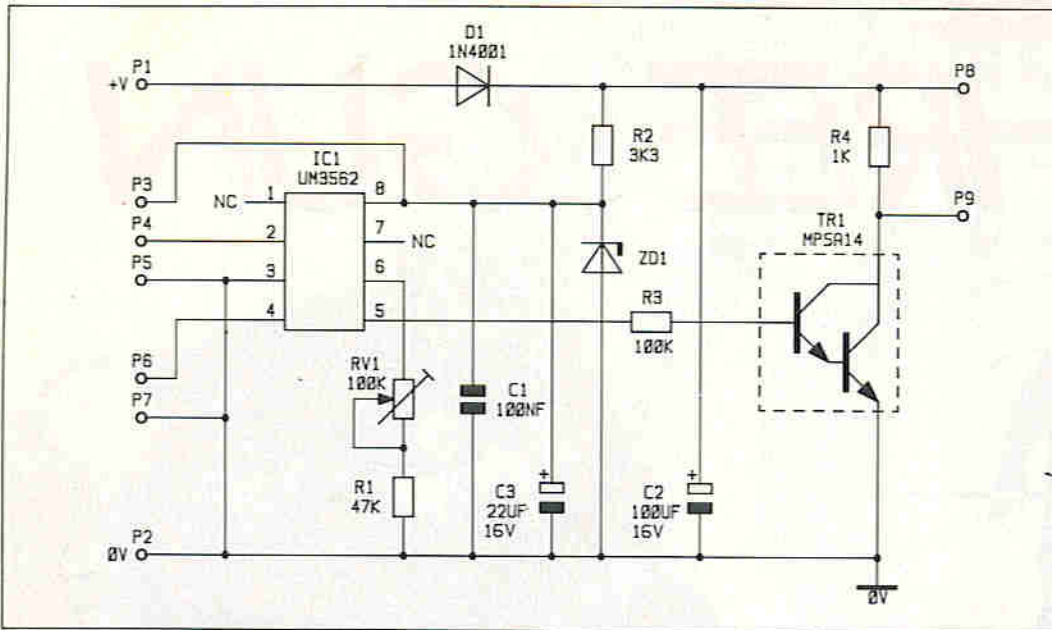 D1
1N4001
P1
+V
P8
R2
3K3
R4
1K
IC1
UM3562
P3
NC
1
8
P9
P4
2
7
NC
TR1
MPSA14
P5
3
6
ZD1
4
5
R3
100K
P6
RV1
100K
P7
C1
100NF
R1
47K
+
C3
22UF
16V
+
C2
100UF
16V
P2
0V
0V